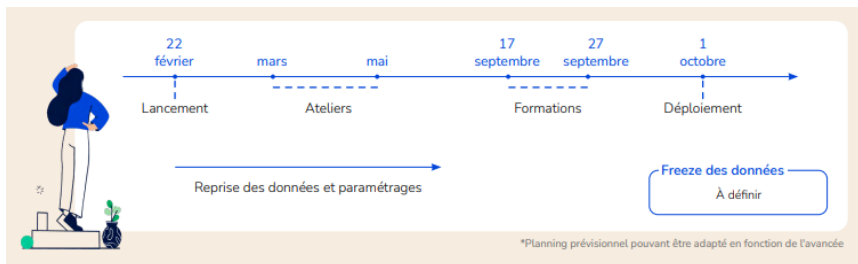 22
février
mars
mai
17
septembre
27
septembre
1
octobre
Lancement
Ateliers
Formations
Déploiement
Reprise des données et paramétrages
Freeze des données
À définir
*Planning prévisionnel pouvant être adapté en fonction de l'avancée